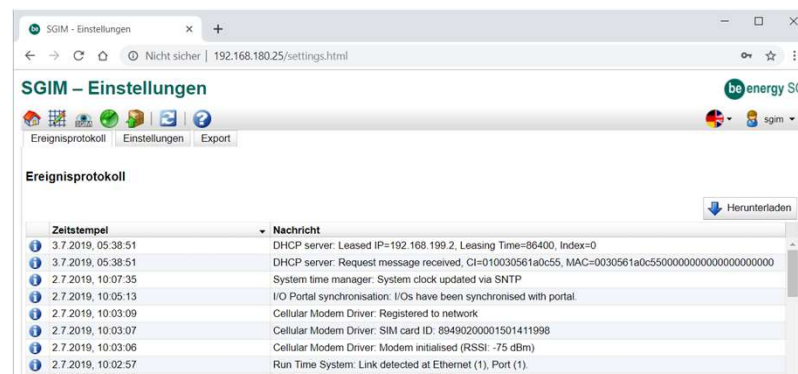 SGIM - Einstellungen
Nicht sicher | 192.168.180.25/settings.html
SGIM – Einstellungen
be energy
sgim
Ereignisprotokoll Einstellungen Export
Ereignisprotokoll
Herunterladen
Zeitstempel Nachricht
3.7.2019, 05:38:51 DHCP server: Leased IP=192.168.199.2, Leasing Time=86400, Index=0
3.7.2019, 05:38:51 DHCP server: Request message received, CI=010030561a0c55, MAC=0030561a0c5500000000000000000000
2.7.2019, 10:07:35 System time manager: System clock updated via SNTP
2.7.2019, 10:05:13 I/O Portal synchronisation: I/Os have been synchronised with portal.
2.7.2019, 10:03:09 Cellular Modem Driver: Registered to network
2.7.2019, 10:03:07 Cellular Modem Driver: SIM card ID: 89490200001501411998
2.7.2019, 10:03:06 Cellular Modem Driver: Modem initialised (RSSI: -75 dBm)
2.7.2019, 10:02:57 Run Time System: Link detected at Ethernet (1), Port (1).